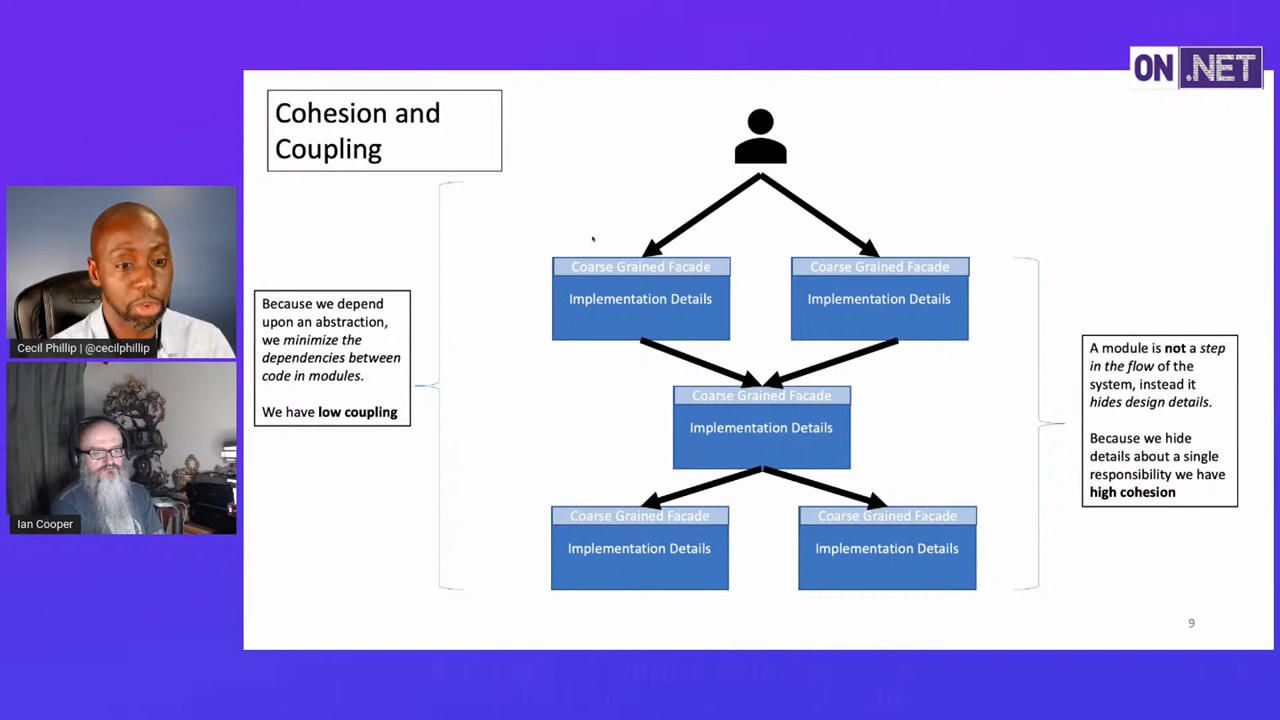 ON .NET
Cohesion and
Coupling
Coarse Grained Facade
Implementation Details
Coarse Grained Facade
Implementation Details
Because we depend
upon an abstraction,
we minimize the
dependencies between
code in modules.
We have low coupling
Cecil Phillip | @cecilphillip
Coarse Grained Facade
Implementation Details
A module is not a step
in the flow of the
system, instead it
hides design details.
Because we hide
details about a single
responsibility we have
high cohesion
Ian Cooper
Coarse Grained Facade
Implementation Details
Coarse Grained Facade
Implementation Details
9